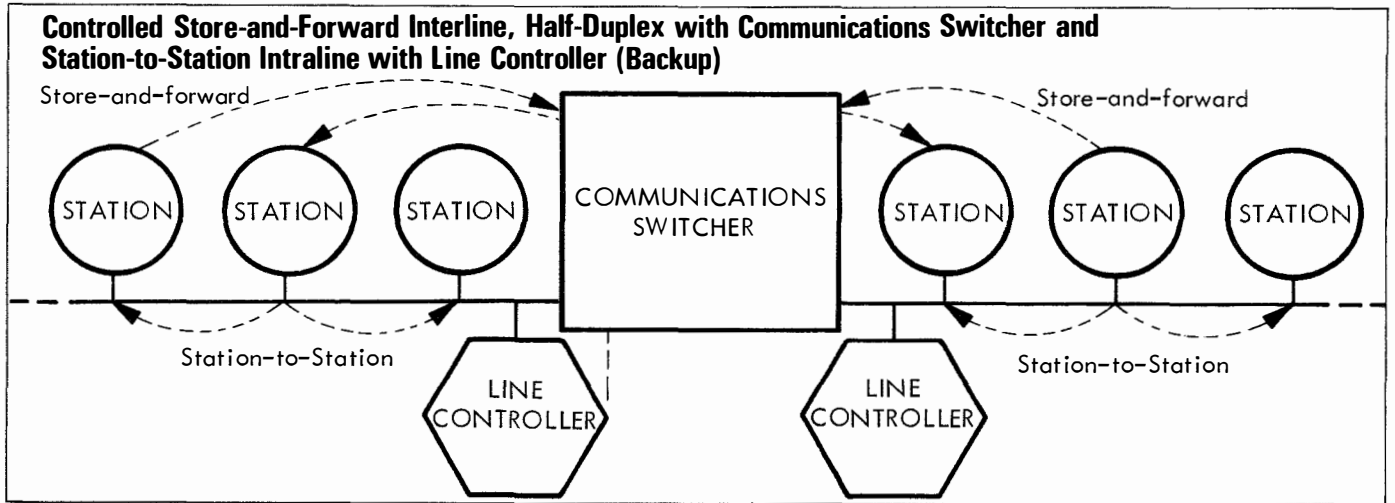 Controlled Store-and-Forward Interline, Half-Duplex with Communications Switcher and
Station-to-Station Intraline with Line Controller (Backup)
Store-and-forward
Store-and-forward
STATION
STATION
STATION
COMMUNICATIONS
SWITCHER
STATION
STATION
STATION
Station-to-Station
Station-to-Station
LINE
CONTROLLER
LINE
CONTROLLER